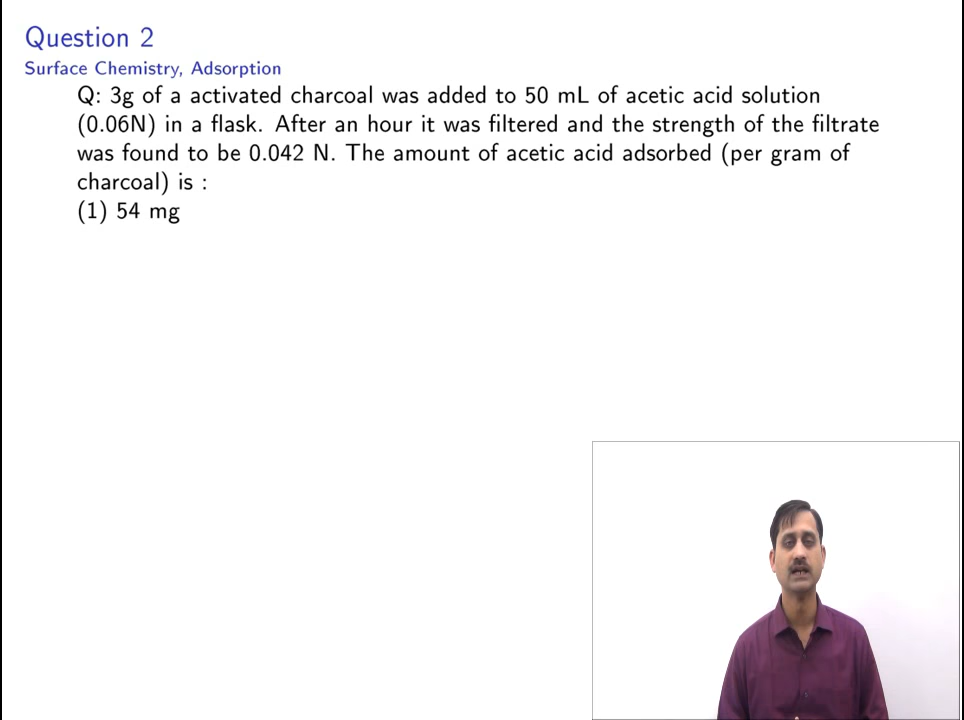 Question 2
Surface Chemistry, Adsorption
Q: 3g of a activated charcoal was added to 50 mL of acetic acid solution
(0.06N) in a flask. After an hour it was filtered and the strength of the filtrate
was found to be 0.042 N. The amount of acetic acid adsorbed (per gram of
charcoal) is :
(1) 54 mg